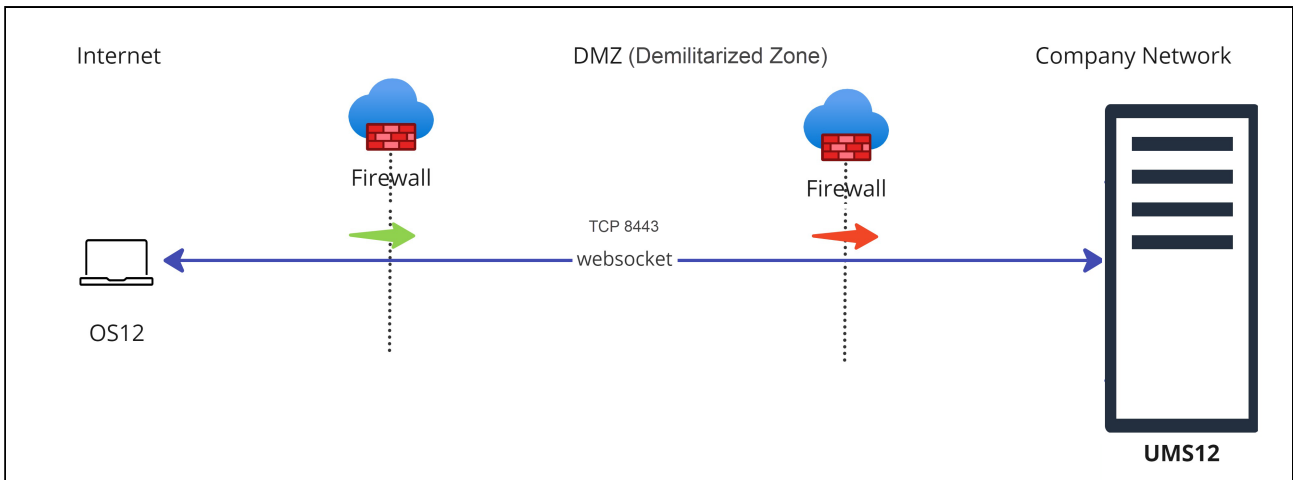 Internet
DMZ (Demilitarized Zone)
Company Network
Firewall
Firewall
TCP 8443
websocket
OS12
UMS12